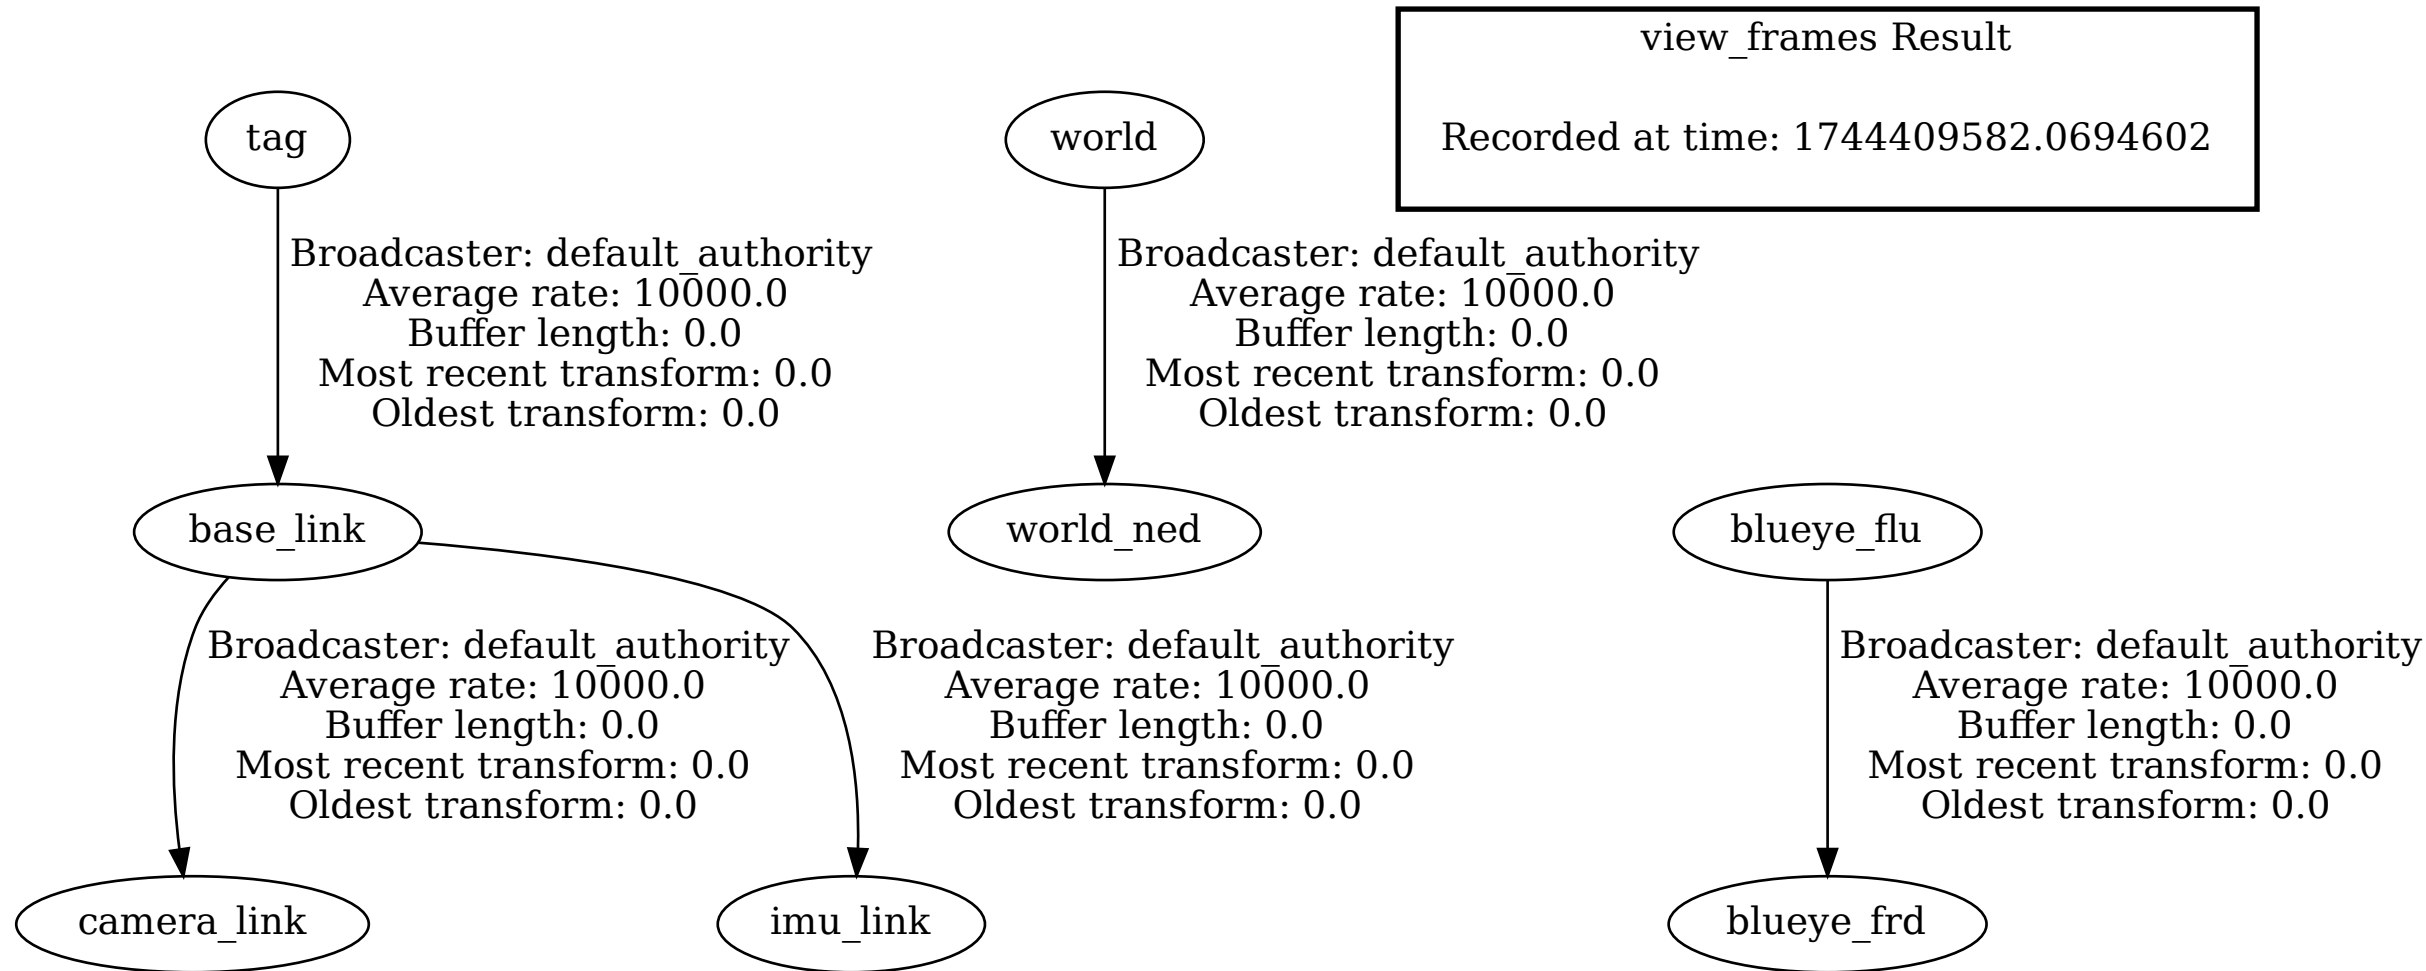 view_frames Result
Recorded at time: 1744409582.0694602
tag
world
Broadcaster: default_authority
Average rate: 10000.0
Buffer length: 0.0
Most recent transform: 0.0
Oldest transform: 0.0
Broadcaster: default_authority
Average rate: 10000.0
Buffer length: 0.0
Most recent transform: 0.0
Oldest transform: 0.0
base_link
world_ned
blueye_flu
Broadcaster: default_authority
Average rate: 10000.0
Buffer length: 0.0
Most recent transform: 0.0
Oldest transform: 0.0
Broadcaster: default_authority
Average rate: 10000.0
Buffer length: 0.0
Most recent transform: 0.0
Oldest transform: 0.0
Broadcaster: default_authority
Average rate: 10000.0
Buffer length: 0.0
Most recent transform: 0.0
Oldest transform: 0.0
camera_link
imu_link
blueye_frd